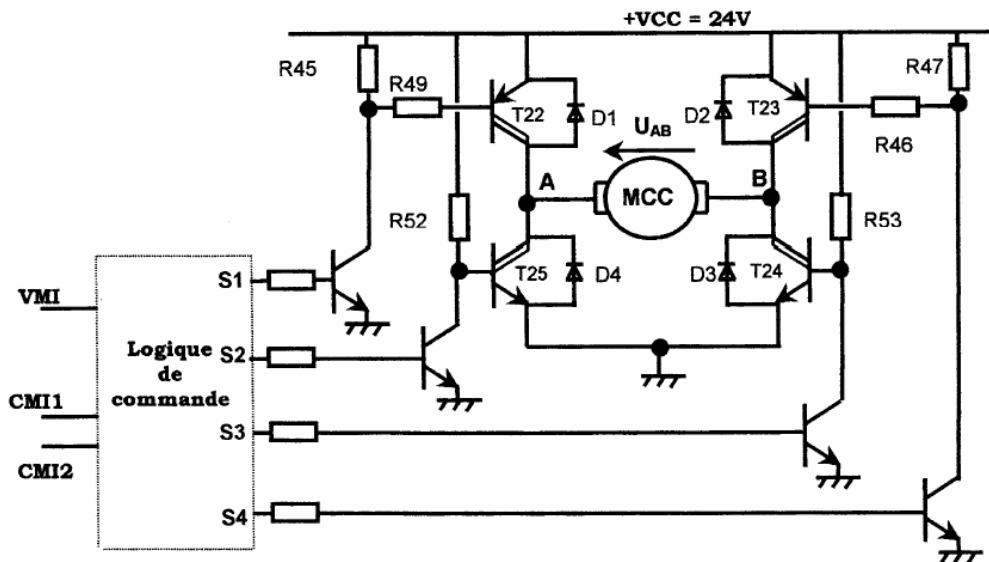 +VCC = 24V
R45
R49
R47
T22
D1
D2
T23
R46
UAB
A
B
MCC
R52
R53
T25
D4
D3
T24
S1
VMI
Logique
de
commande
S2
CMI1
S3
CMI2
S4